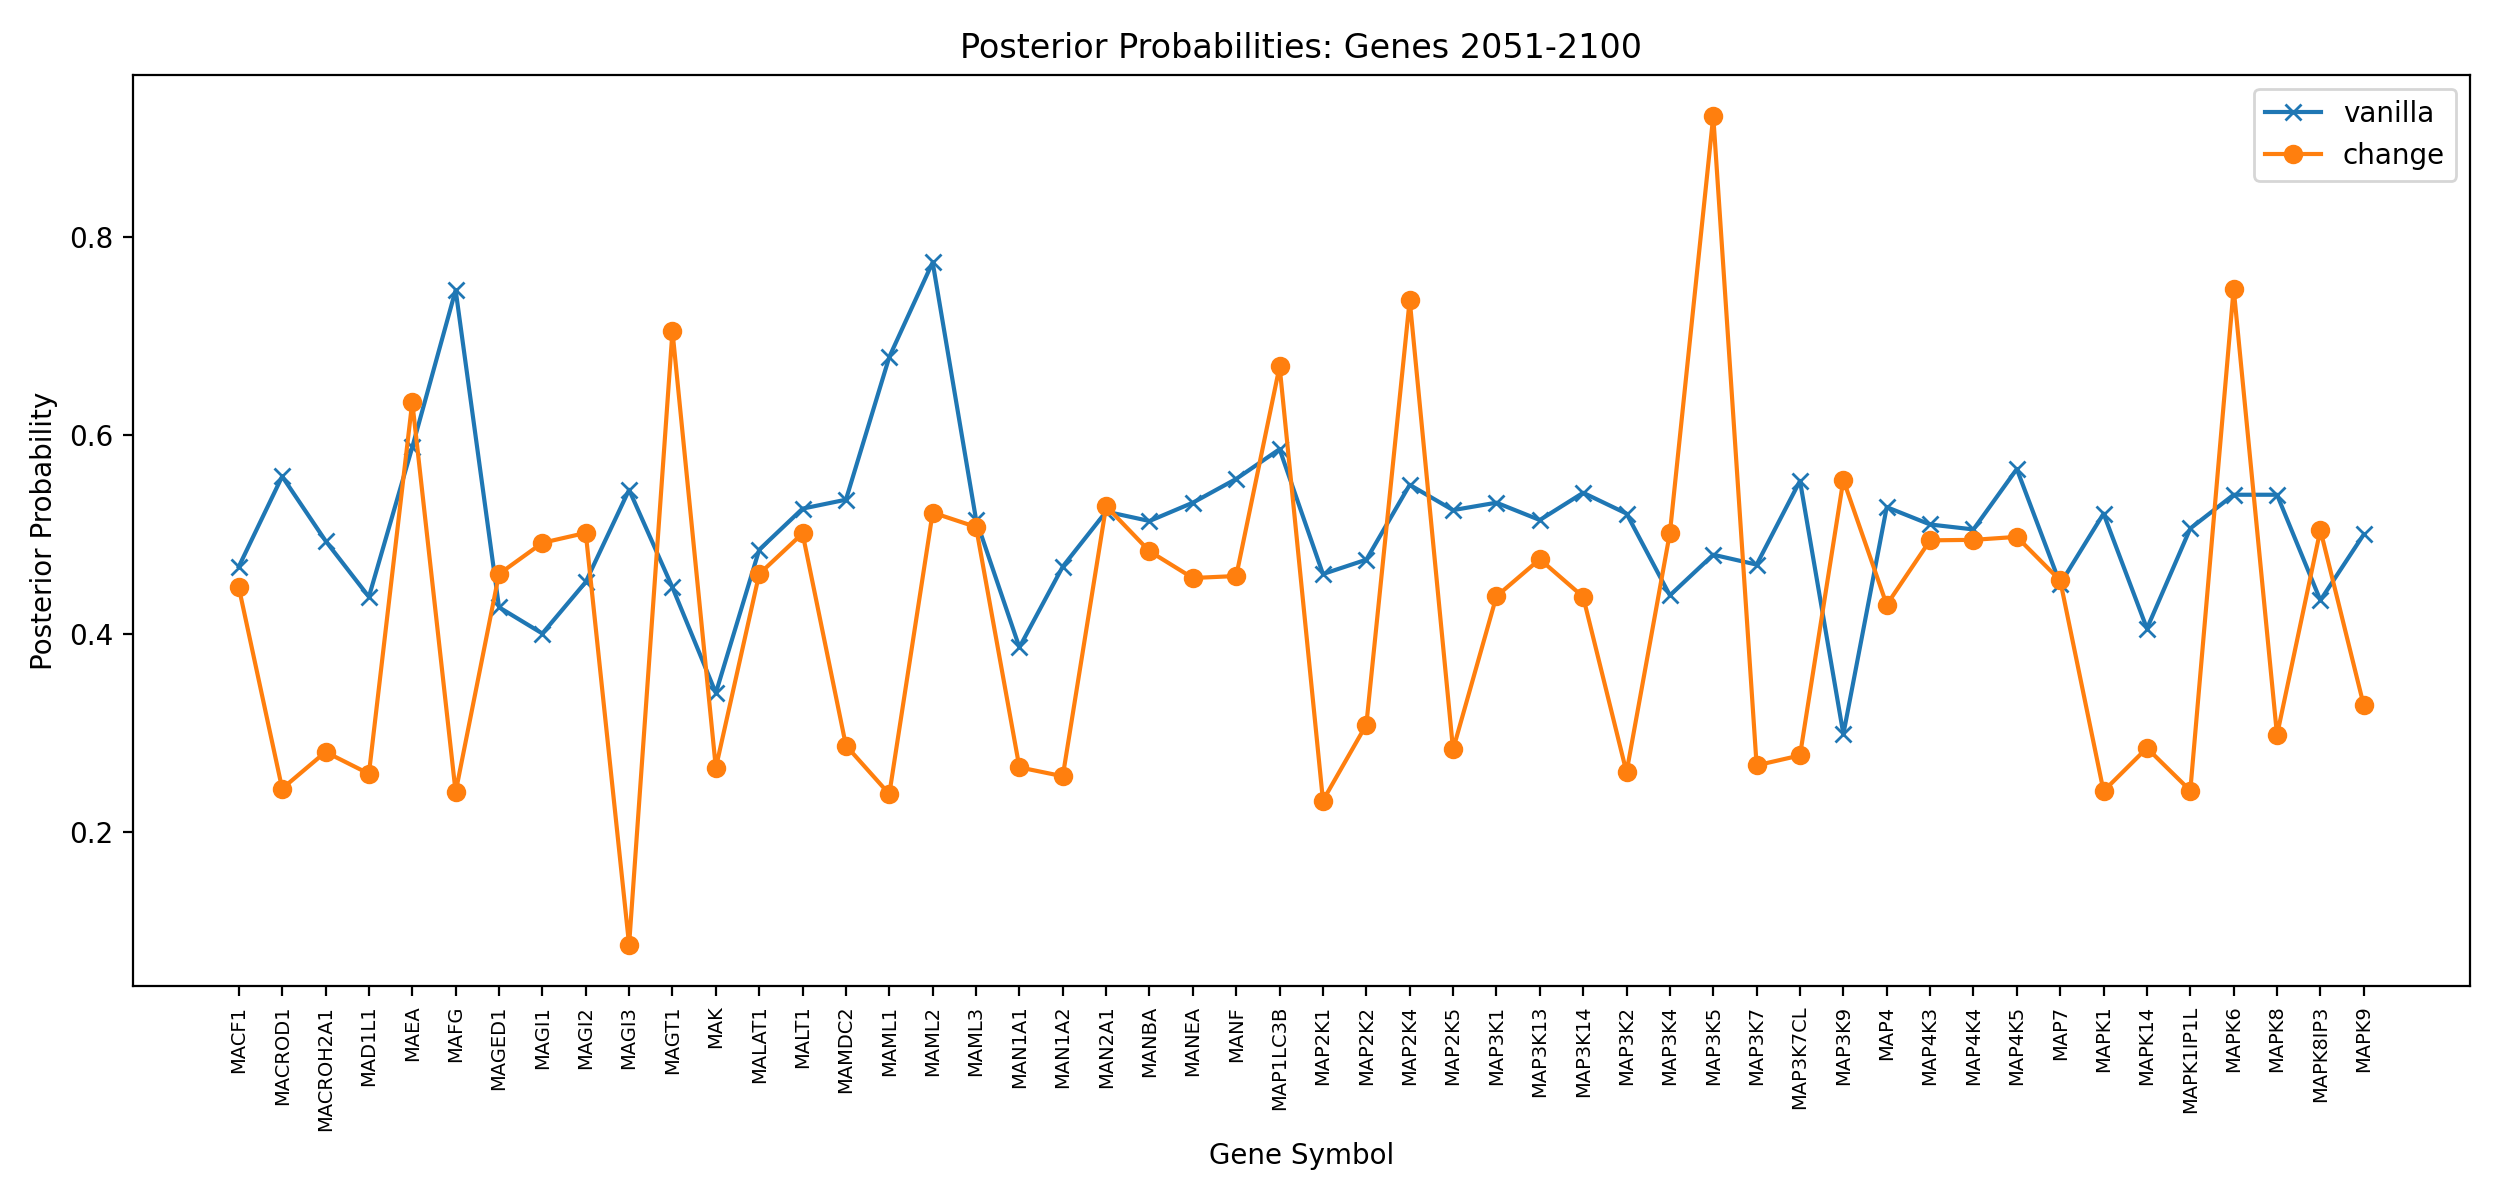 Posterior Probabilities: Genes 2051-2100
vanilla
change
Posterior Probability
0.8
0.6
0.4
0.2
MACF1
MACROD1
MACROH2A1
MAD1L1
MAEA
MAFG
MAGED1
MAGI1
MAGI2
MAGI3
MAGT1
MAK
MALAT1
MALT1
MAMDC2
MAML1
MAML2
MAML3
MAN1A1
MAN1A2
MAN2A1
MANBA
MANEA
MANF
MAP1LC3B
MAP2K1
MAP2K2
MAP2K4
MAP2K5
MAP3K1
MAP3K13
MAP3K14
MAP3K2
MAP3K4
MAP3K5
MAP3K7
MAP3K7CL
MAP3K9
MAP4
MAP4K3
MAP4K4
MAP4K5
MAP7
MAPK1
MAPK14
MAPK1IP1L
MAPK6
MAPK8
MAPK8IP3
MAPK9
Gene Symbol